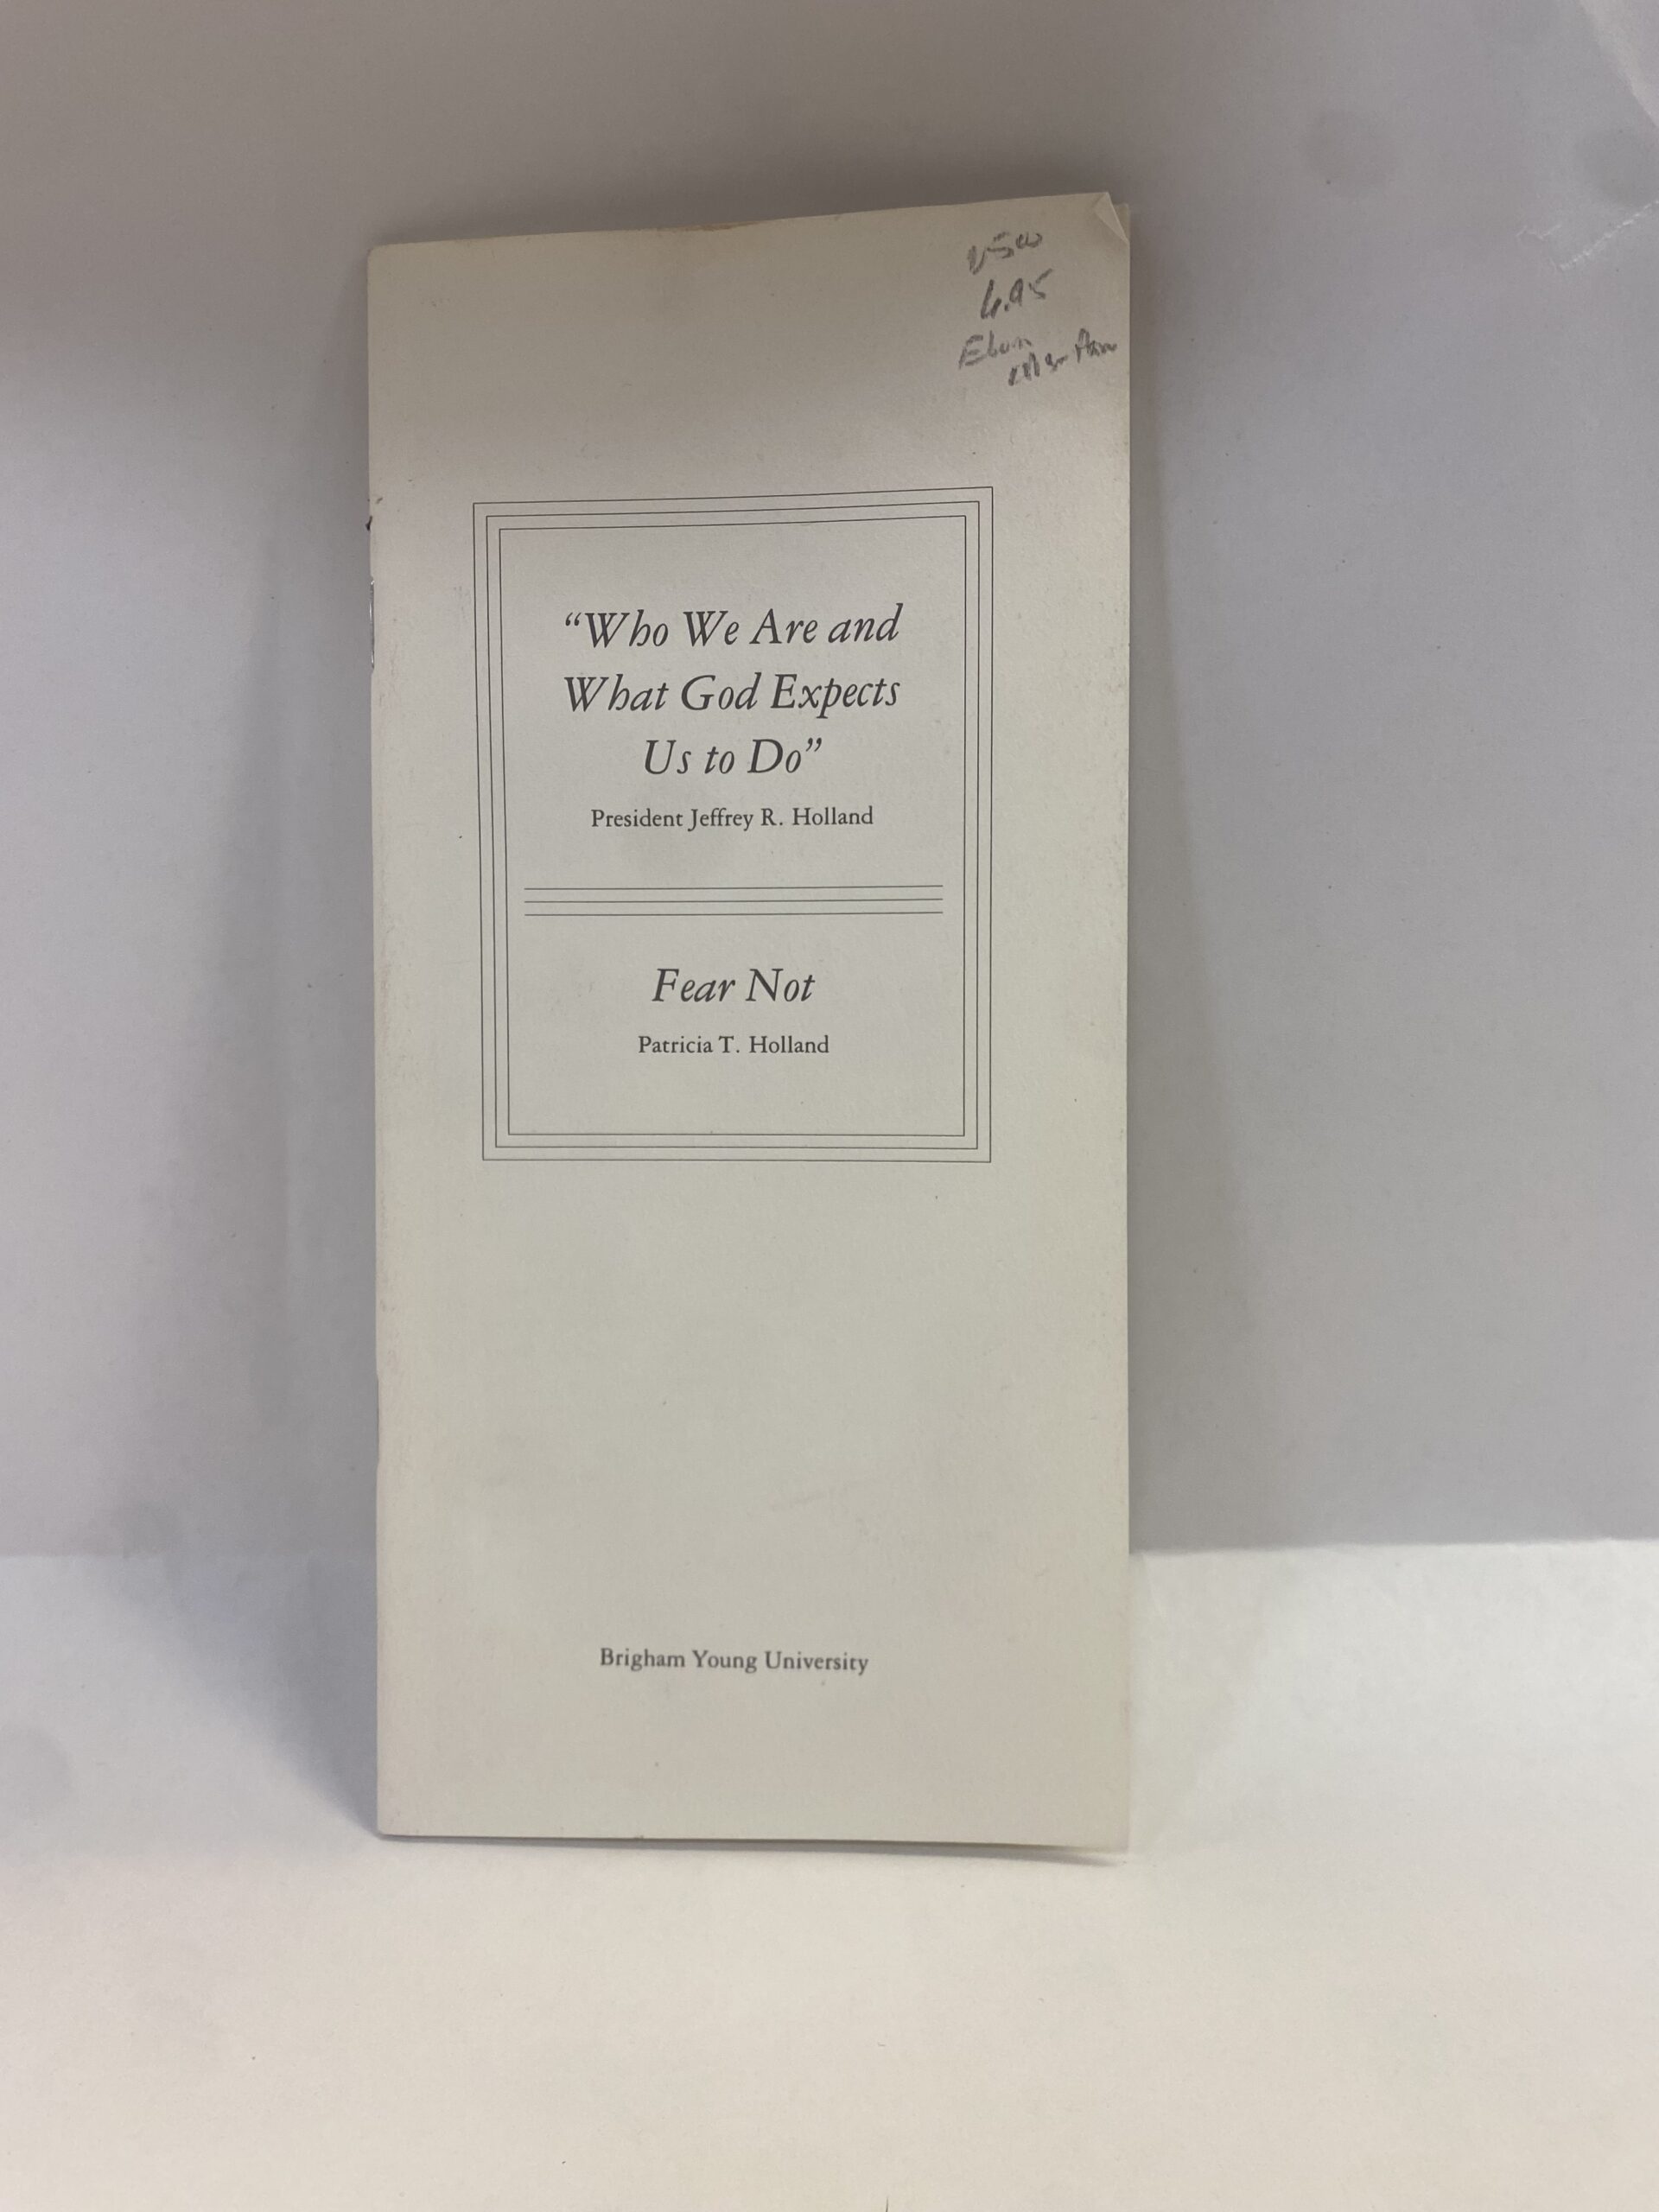 6.95
“Who We Are and
What God Expects
Us to Do”
President Jeffrey R. Holland
Fear Not
Patricia T. Holland
Brigham Young University